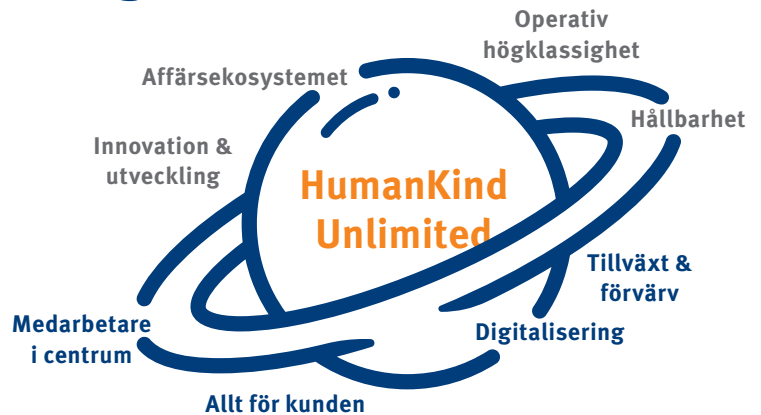 Operativ
högklassighet
Affärsekosystemet
Hållbarhet
Innovation &
utveckling
HumanKind
Unlimited
Tillväxt &
förvärv
Medarbetare
i centrum
Digitalisering
Allt för kunden